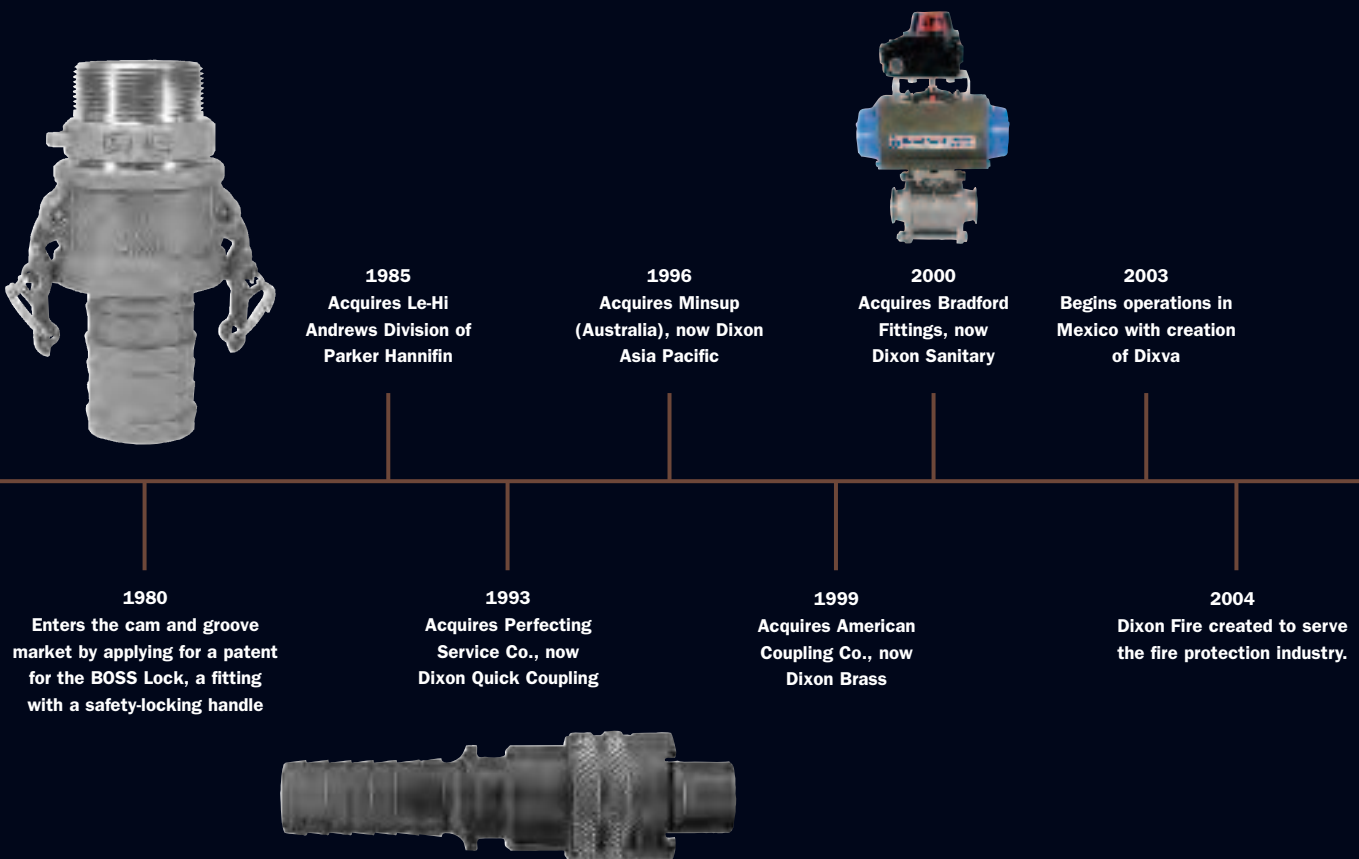 1985
Acquires Le-Hi
Andrews Division of
Parker Hannifin
1996
Acquires Minsup
(Australia), now Dixon
Asia Pacific
2000
Acquires Bradford
Fittings, now
Dixon Sanitary
2003
Begins operations in
Mexico with creation
of Dixva
1980
Enters the cam and groove
market by applying for a patent
for the BOSS Lock, a fitting
with a safety-locking handle
1993
Acquires Perfecting
Service Co., now
Dixon Quick Coupling
1999
Acquires American
Coupling Co., now
Dixon Brass
2004
Dixon Fire created to serve
the fire protection industry.